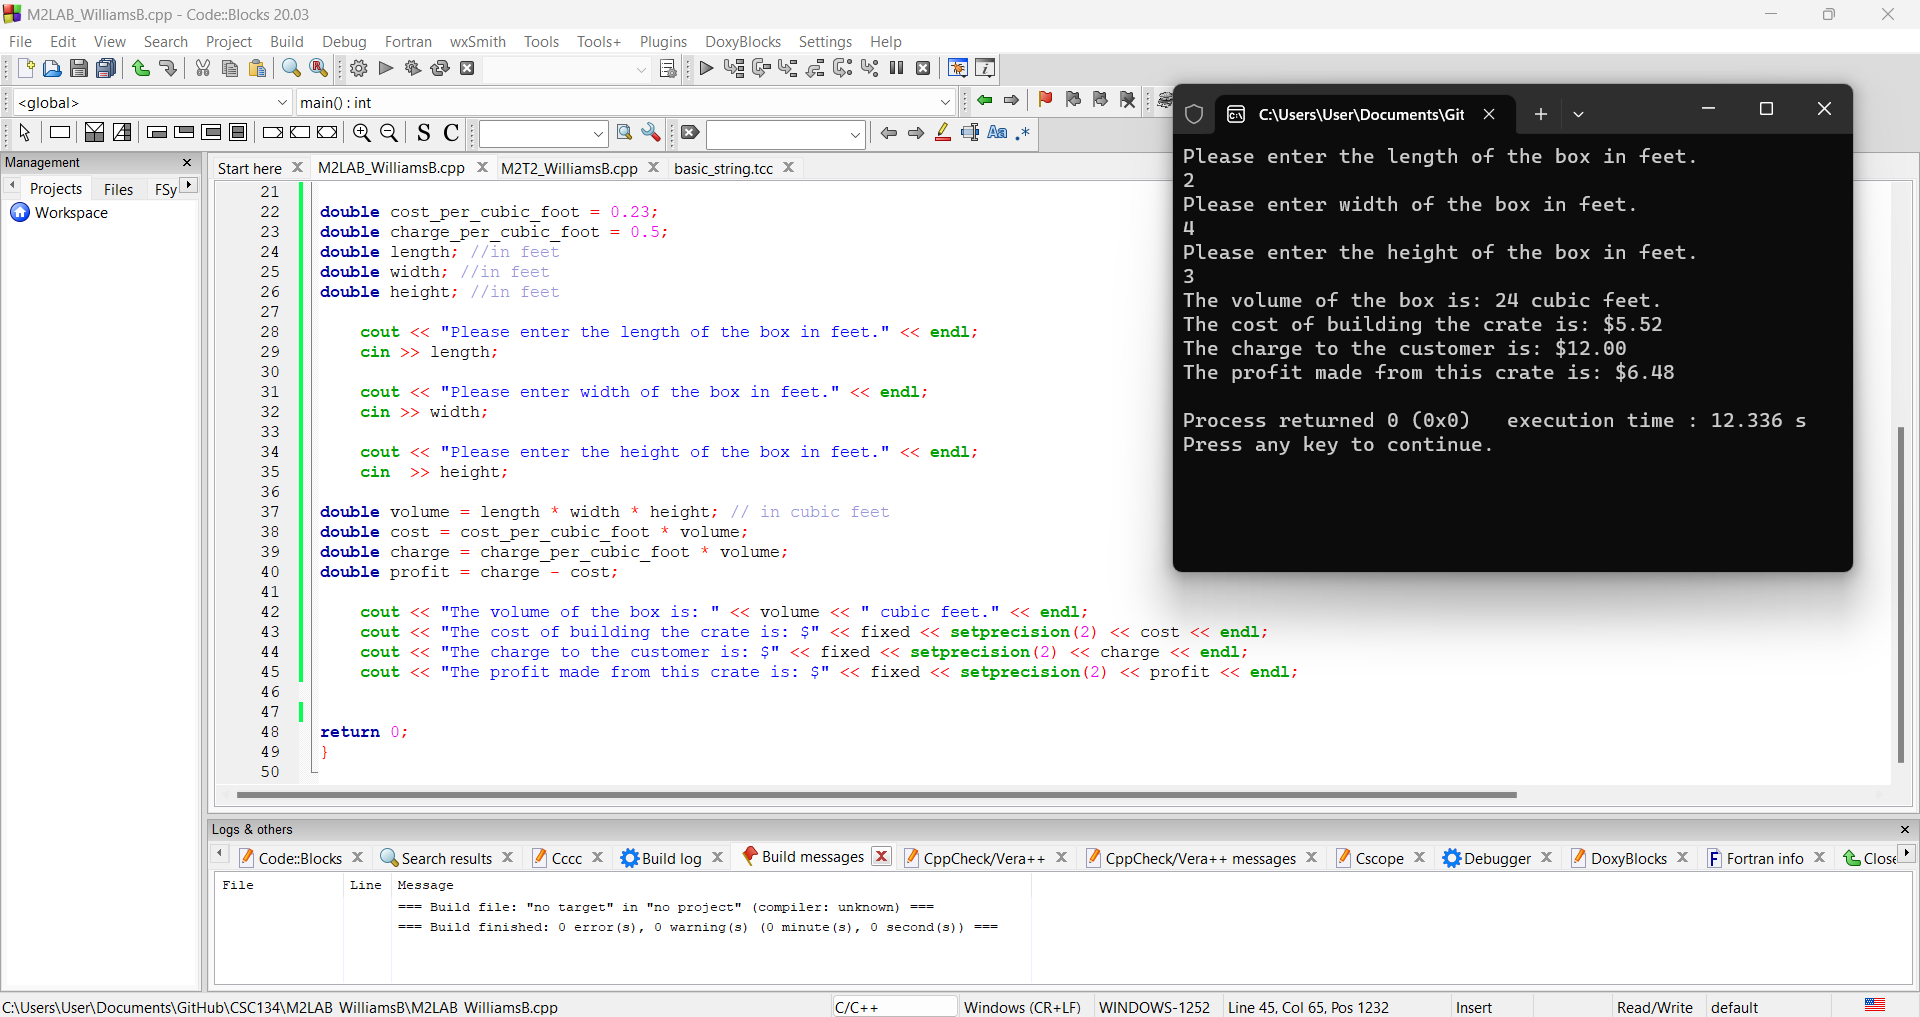 M2LAB_WilliamsB.cpp - Code::Blocks 20.03
File Edit View Search Project Build Debug Fortran wxSmith Tools Tools+ Plugins DoxyBlocks Settings Help
<global> main() : int
Management
Projects Files FSy
Workspace
Start here M2LAB_WilliamsB.cpp M2T2_WilliamsB.cpp basic_string.tcc
21
22 double cost_per_cubic_foot = 0.23;
23 double charge_per_cubic_foot = 0.5;
24 double length; //in feet
25 double width; //in feet
26 double height; //in feet
27
28 cout << "Please enter the length of the box in feet." << endl;
29 cin >> length;
30
31 cout << "Please enter width of the box in feet." << endl;
32 cin >> width;
33
34 cout << "Please enter the height of the box in feet." << endl;
35 cin  >> height;
36
37 double volume = length * width * height; // in cubic feet
38 double cost = cost_per_cubic_foot * volume;
39 double charge = charge_per_cubic_foot * volume;
40 double profit = charge - cost;
41
42 cout << "The volume of the box is: " << volume << " cubic feet." << endl;
43 cout << "The cost of building the crate is: $" << fixed << setprecision(2) << cost << endl;
44 cout << "The charge to the customer is: $" << fixed << setprecision(2) << charge << endl;
45 cout << "The profit made from this crate is: $" << fixed << setprecision(2) << profit << endl;
46
47
48 return 0;
49 }
50
C:\Users\User\Documents\Git
Please enter the length of the box in feet.
2
Please enter width of the box in feet.
4
Please enter the height of the box in feet.
3
The volume of the box is: 24 cubic feet.
The cost of building the crate is: $5.52
The charge to the customer is: $12.00
The profit made from this crate is: $6.48
Process returned 0 (0x0)   execution time : 12.336 s
Press any key to continue.
Logs & others
Code::Blocks Search results Cccc Build log Build messages CppCheck/Vera++ CppCheck/Vera++ messages Cscope Debugger DoxyBlocks Fortran info Close
File Line Message
=== Build file: "no target" in "no project" (compiler: unknown) ===
=== Build finished: 0 error(s), 0 warning(s) (0 minute(s), 0 second(s)) ===
C:\Users\User\Documents\GitHub\CSC134\M2LAB_WilliamsB\M2LAB_WilliamsB.cpp C/C++ Windows (CR+LF) WINDOWS-1252 Line 45, Col 65, Pos 1232 Insert Read/Write default